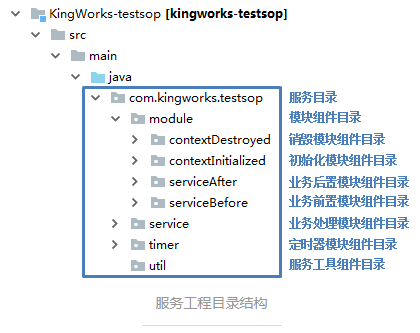 KingWorks-testsop [kingworks-testsop]
src
main
java
com.kingworks.testsop 服务目录
module 模块组件目录
contextDestroyed 销毁模块组件目录
contextInitialized 初始化模块组件目录
serviceAfter 业务后置模块组件目录
serviceBefore 业务前置模块组件目录
service 业务处理模块组件目录
timer 定时器模块组件目录
util 服务工具组件目录
服务工程目录结构